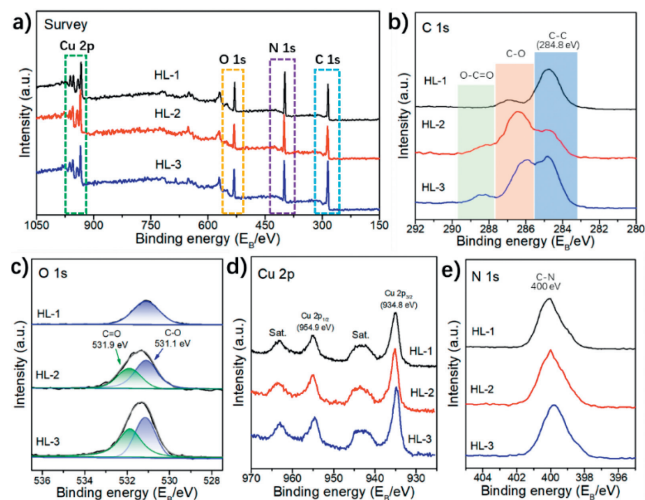 a)
Survey
Cu 2p
O 1s
N 1s
C 1s
HL-1
HL-2
HL-3
Intensity (a.u.)
1050
900
750
600
450
300
150
Binding energy (E_B/eV)
b)
C 1s
C-C
(284.8 eV)
C-O
O-C=O
HL-1
HL-2
HL-3
Intensity (a.u.)
292
290
288
286
284
282
280
Binding energy (E_B/eV)
c)
O 1s
HL-1
C=O
531.9 eV
C-O
531.1 eV
HL-2
HL-3
Intensity (a.u.)
536
534
532
530
528
Binding energy (E_B/eV)
d)
Cu 2p
Cu 2p3/2
(934.8 eV)
Cu 2p1/2
(954.9 eV)
Sat.
Sat.
HL-1
HL-2
HL-3
Intensity (a.u.)
970
960
950
940
930
925
Binding energy (E_B/eV)
e)
N 1s
C-N
400 eV
HL-1
HL-2
HL-3
Intensity (a.u.)
404
402
400
398
396
Binding energy (E_B/eV)